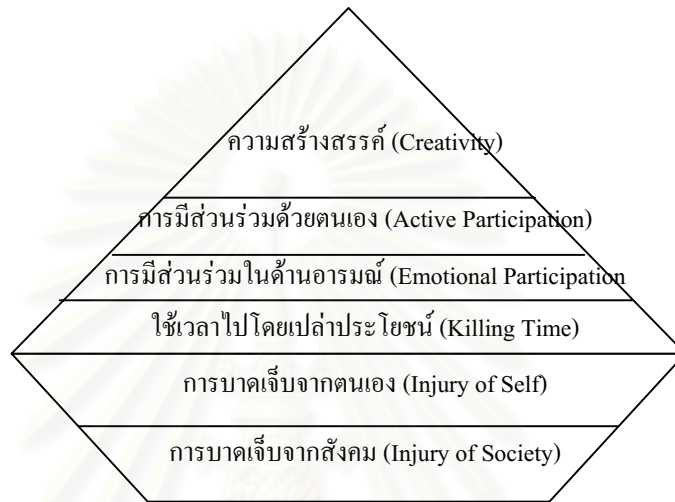 ความสร้างสรรค์ (Creativity)
การมีส่วนร่วมด้วยตนเอง (Active Participation)
การมีส่วนร่วมในด้านอารมณ์ (Emotional Participation
ใช้เวลาไปโดยเปล่าประโยชน์ (Killing Time)
การบาดเจ็บจากตนเอง (Injury of Self)
การบาดเจ็บจากสังคม (Injury of Society)